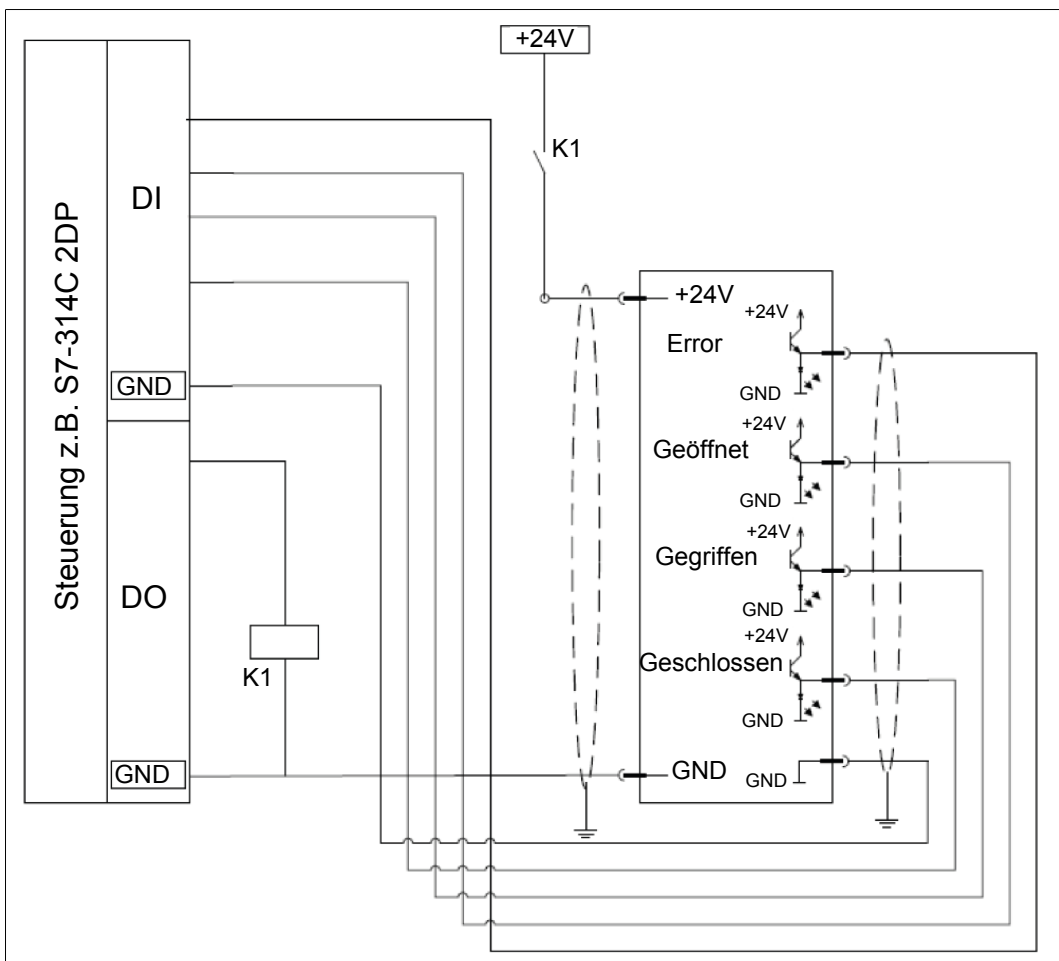 Steuerung z.B. S7-314C 2DP
DI
GND
DO
GND
K1
+24V
K1
+24V
Error
+24V
GND
Geöffnet
+24V
GND
Gegriffen
+24V
GND
Geschlossen
+24V
GND
GND
GND